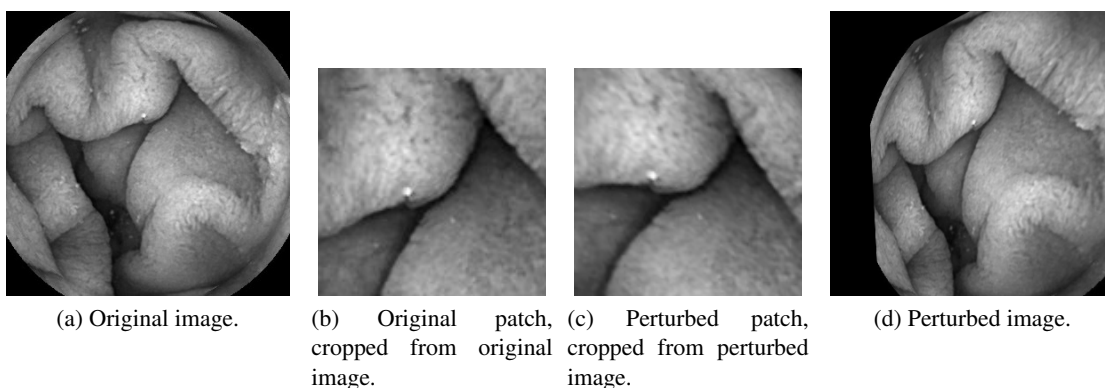 (a) Original image.
(b) Original patch,
cropped from original
image.
(c) Perturbed patch,
cropped from perturbed
image.
(d) Perturbed image.